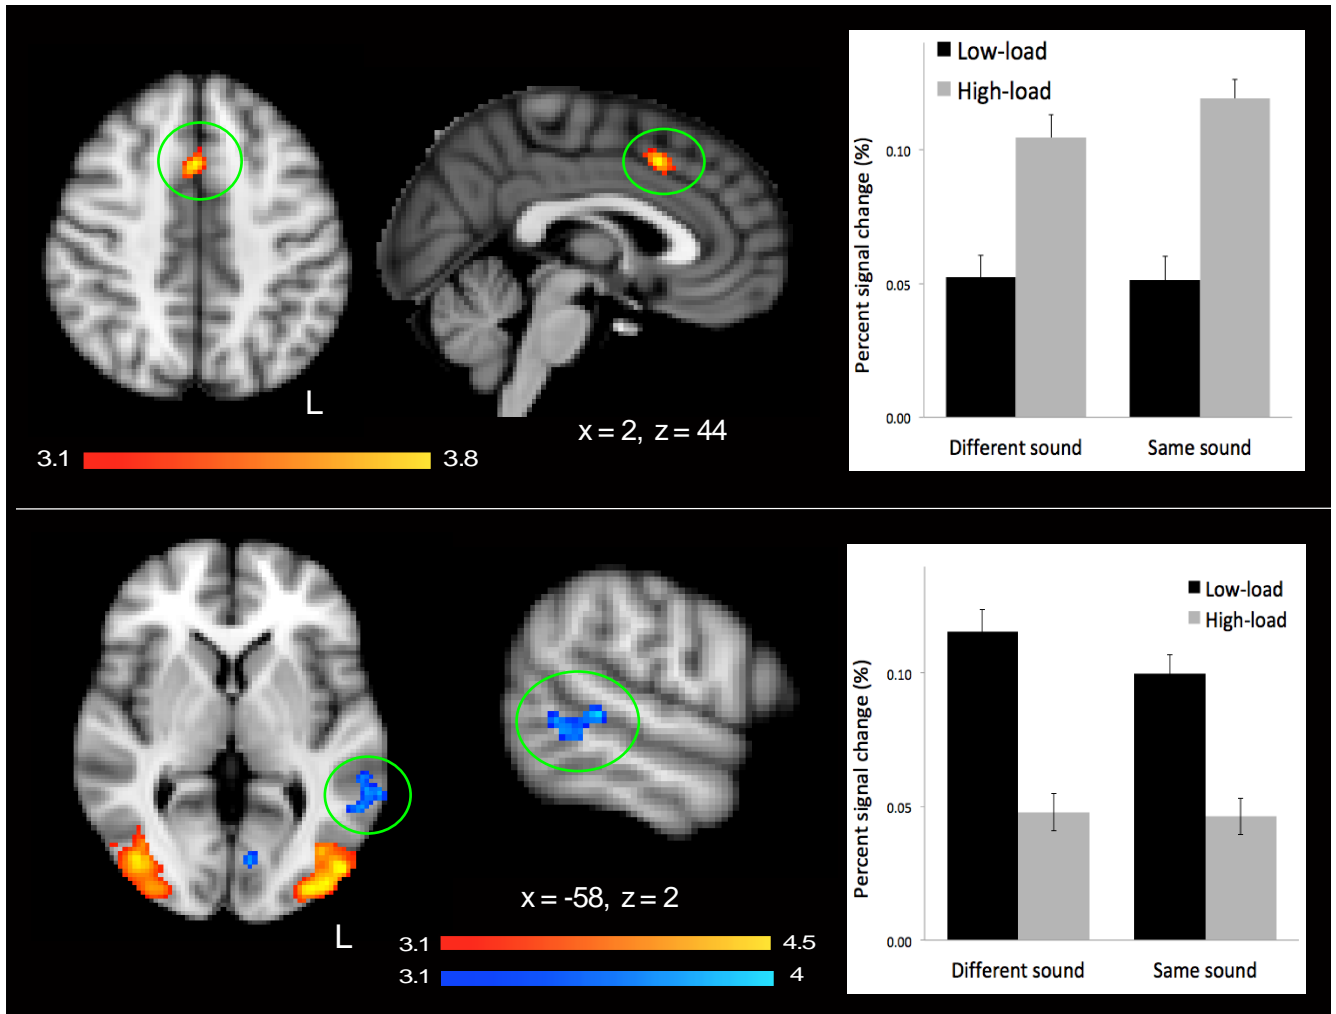 Low-load
High-load
Percent signal change (%)
0.10
0.05
0.00
Different sound
Same sound
L
x = 2, z = 44
3.1
3.8
Low-load
High-load
Percent signal change (%)
0.10
0.05
0.00
Different sound
Same sound
x = -58, z = 2
L
3.1
4.5
3.1
4